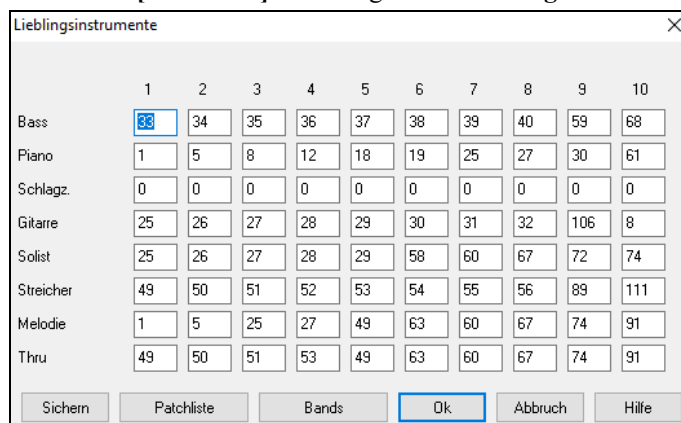 Lieblingsinstrumente
1 2 3 4 5 6 7 8 9 10
Bass 33 34 35 36 37 38 39 40 59 68
Piano 1 5 8 12 18 19 25 27 30 61
Schlagz. 0 0 0 0 0 0 0 0 0 0
Gitarre 25 26 27 28 29 30 31 32 106 8
Solist 25 26 27 28 29 58 60 67 72 74
Streicher 49 50 51 52 53 54 55 56 89 111
Melodie 1 5 25 27 49 63 60 67 74 91
Thru 49 50 51 53 49 63 60 67 74 91
Sichern Patchliste Bands Ok Abbruch Hilfe